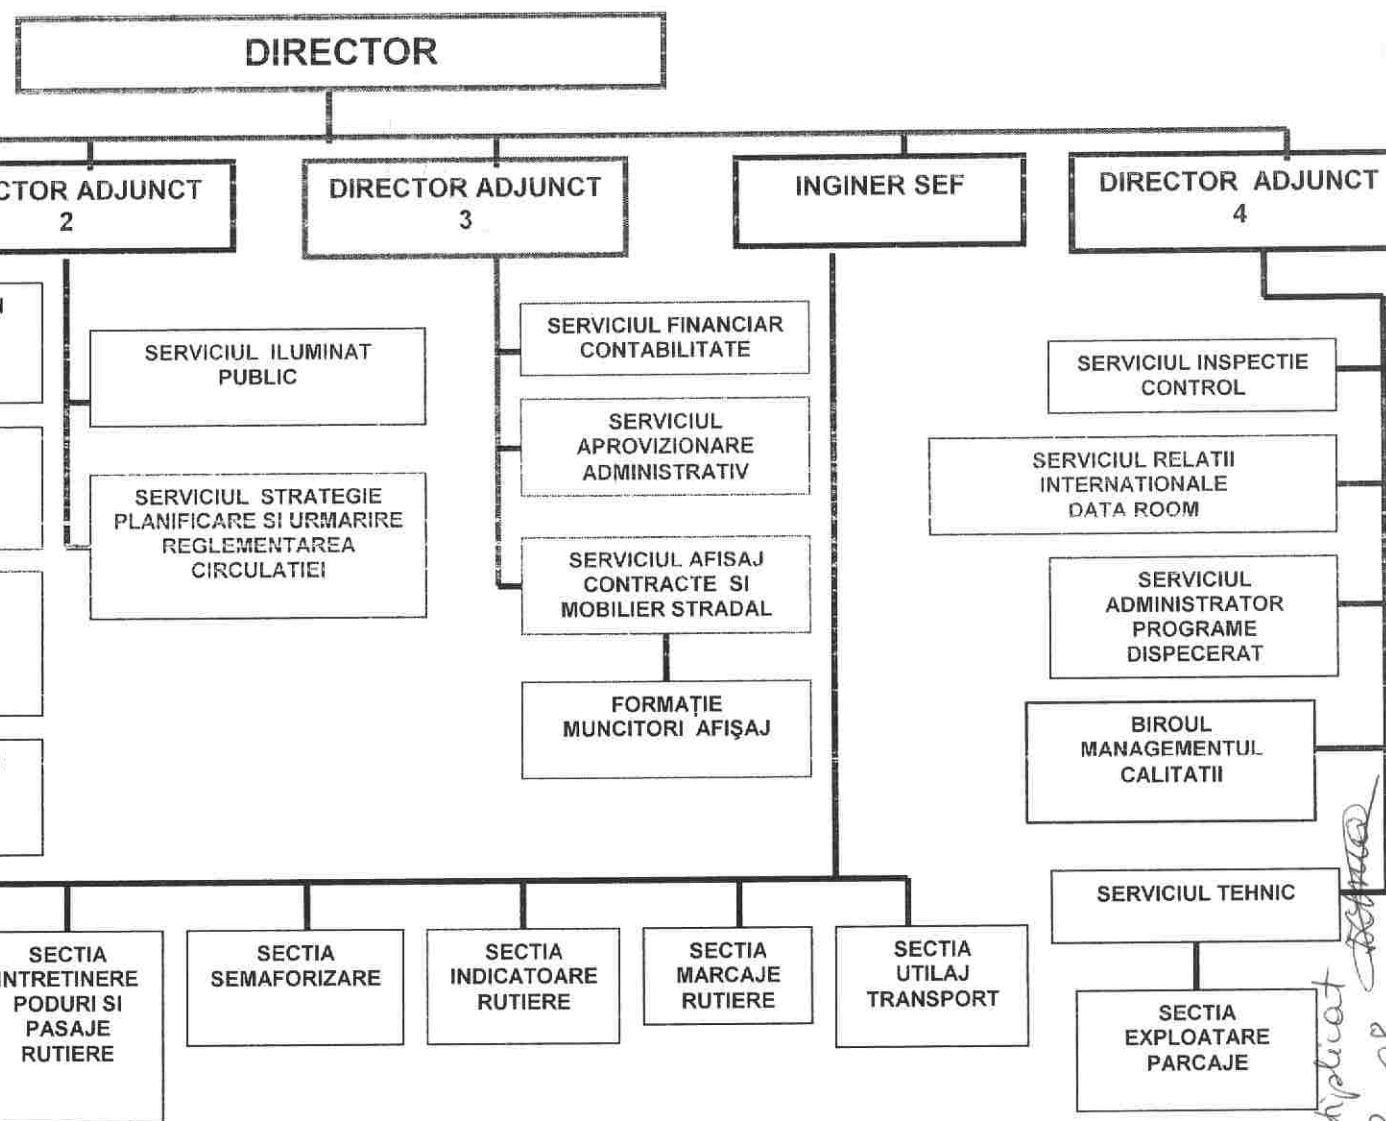 DIRECTOR
CTOR ADJUNCT
2
DIRECTOR ADJUNCT
3
INGINER SEF
DIRECTOR ADJUNCT
4
SERVICIUL ILUMINAT
PUBLIC
SERVICIUL STRATEGIE
PLANIFICARE SI URMARIRE
REGLEMENTAREA
CIRCULATIEI
SERVICIUL FINANCIAR
CONTABILITATE
SERVICIUL
APROVIZIONARE
ADMINISTRATIV
SERVICIUL AFISAJ
CONTRACTE SI
MOBILIER STRADAL
FORMAȚIE
MUNCITORI AFIŞAJ
SERVICIUL INSPECTIE
CONTROL
SERVICIUL RELATII
INTERNATIONALE
DATA ROOM
SERVICIUL
ADMINISTRATOR
PROGRAME
DISPECERAT
BIROUL
MANAGEMENTUL
CALITATII
SERVICIUL TEHNIC
SECTIA
EXPLOATARE
PARCAJE
SECTIA
INTRETINERE
PODURI SI
PASAJE
RUTIERE
SECTIA
SEMAFORIZARE
SECTIA
INDICATOARE
RUTIERE
SECTIA
MARCAJE
RUTIERE
SECTIA
UTILAJ
TRANSPORT